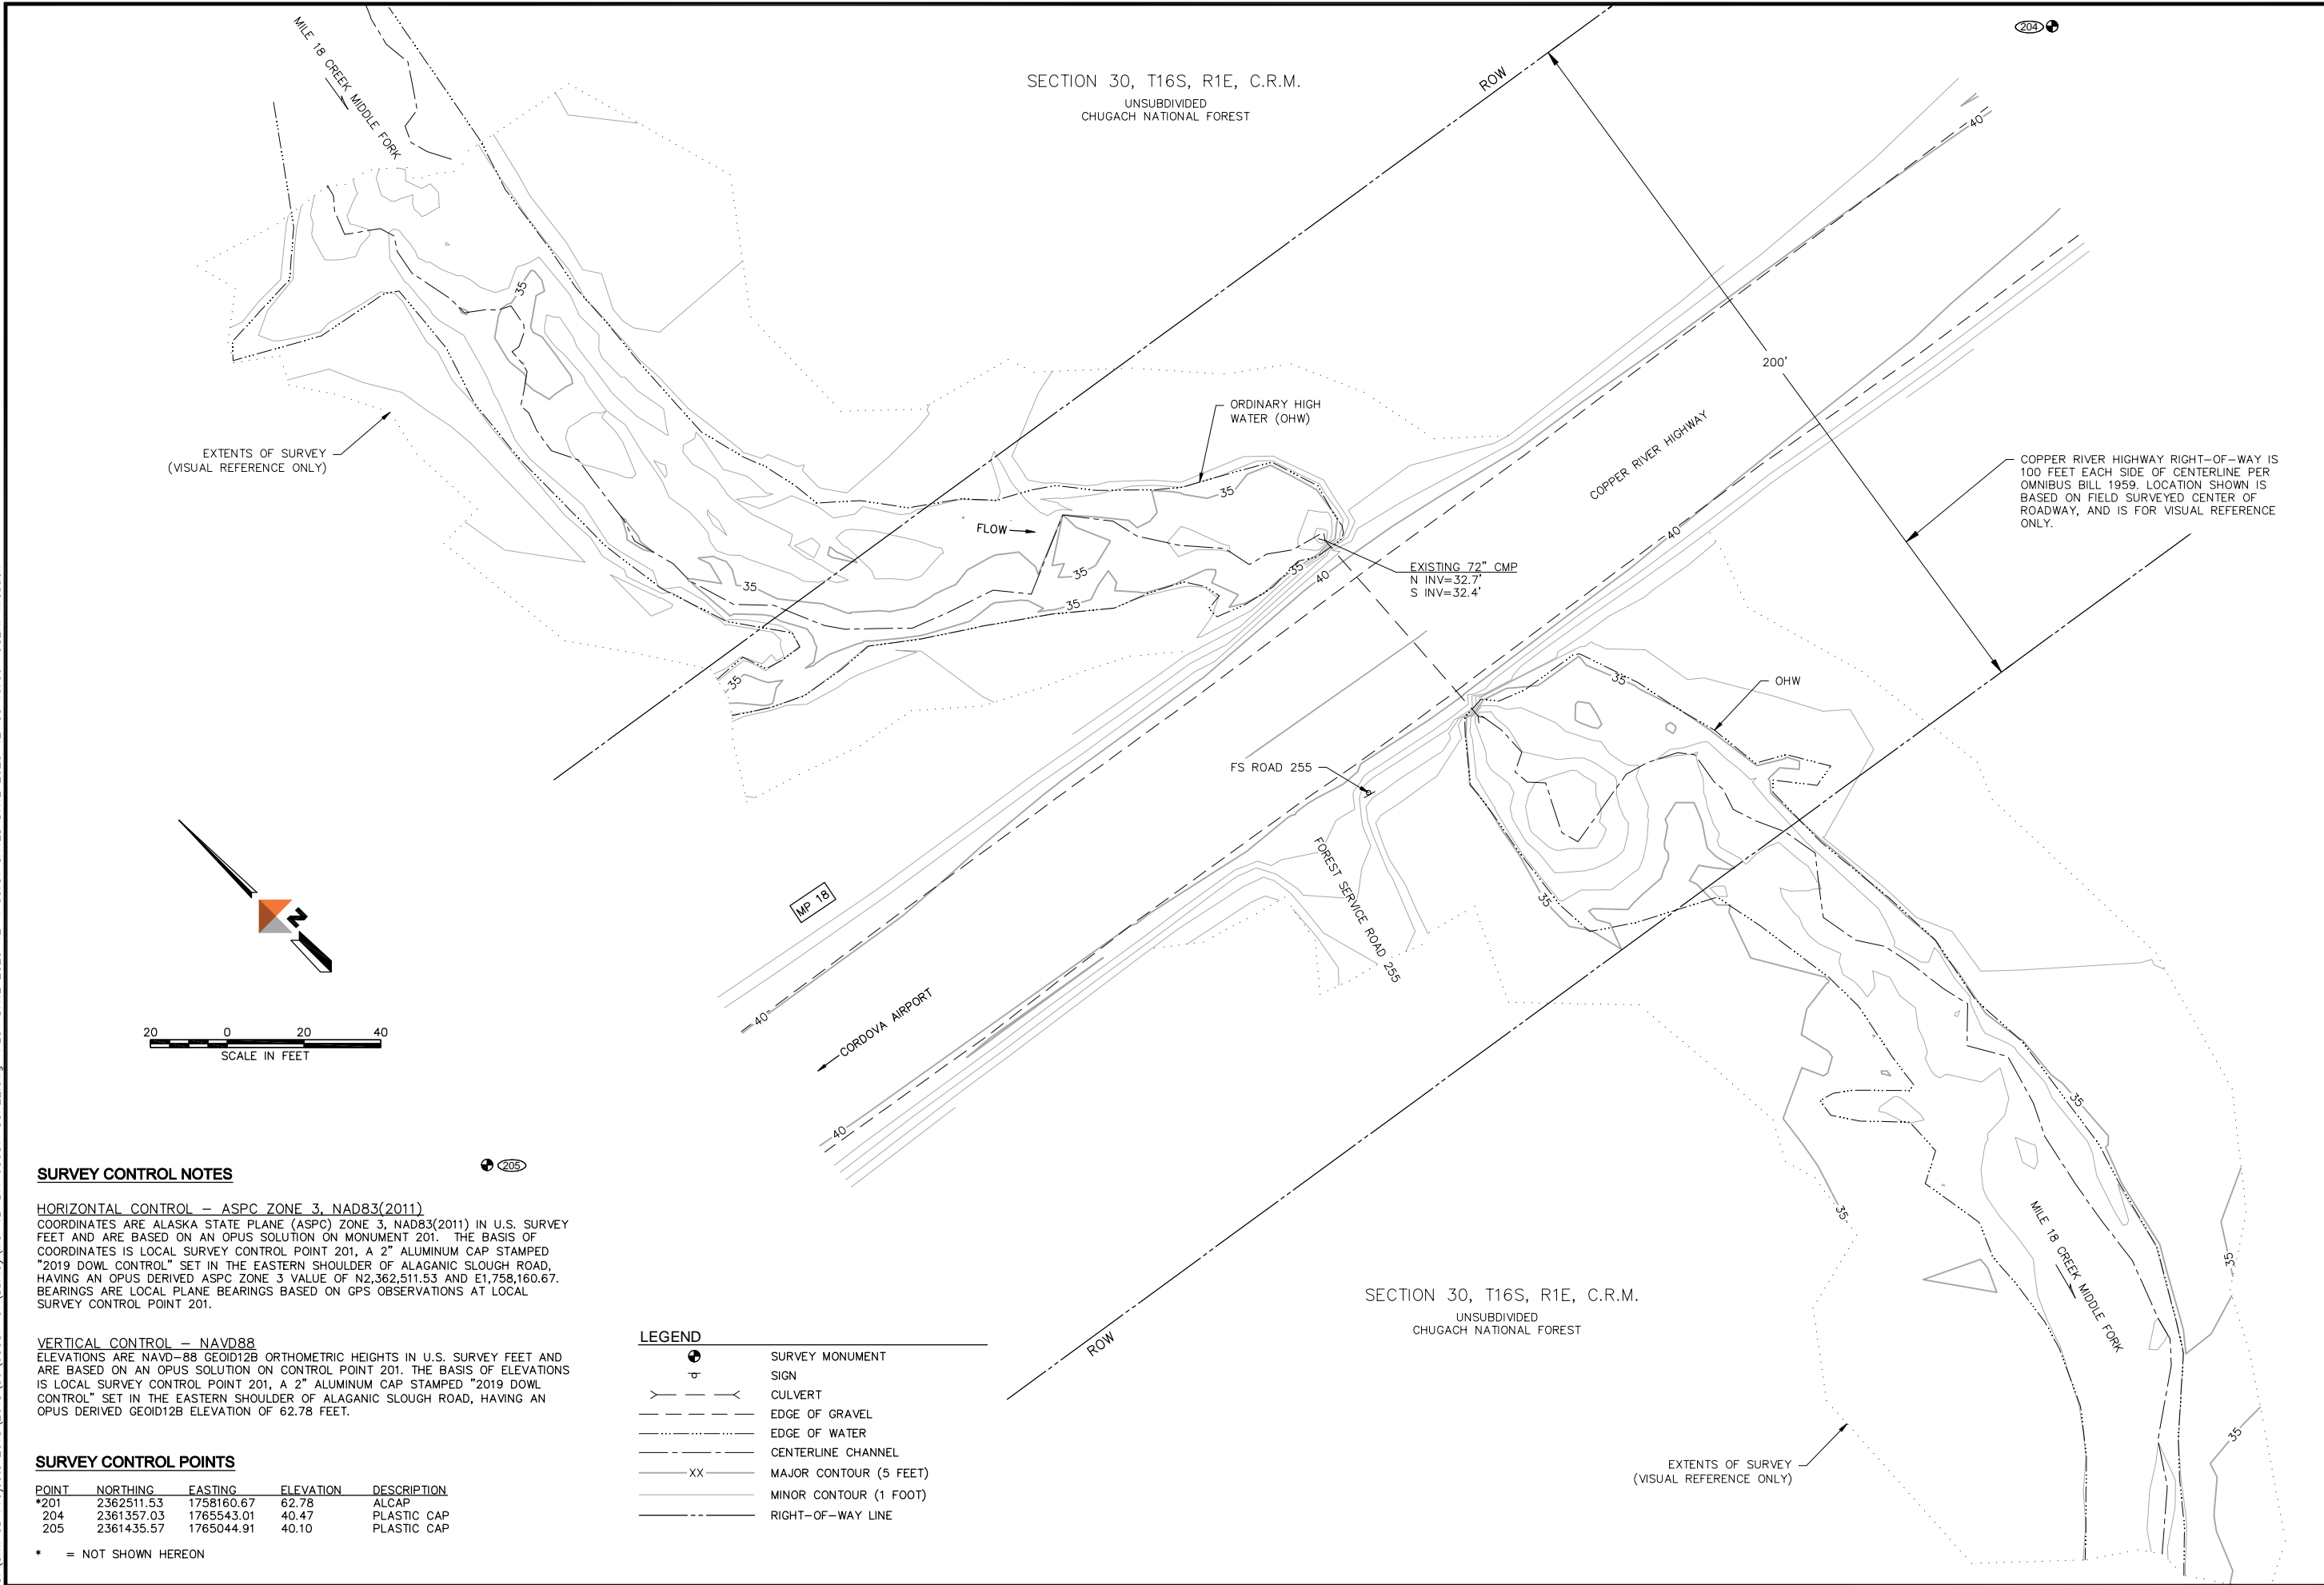 204
MILE 18 CREEK MIDDLE FORK
SECTION 30, T16S, R1E, C.R.M.
UNSUBDIVIDED
CHUGACH NATIONAL FOREST
ROW
40
35
200'
ORDINARY HIGH
WATER (OHW)
COPPER RIVER HIGHWAY
EXTENTS OF SURVEY
(VISUAL REFERENCE ONLY)
COPPER RIVER HIGHWAY RIGHT-OF-WAY IS
100 FEET EACH SIDE OF CENTERLINE PER
OMNIBUS BILL 1959. LOCATION SHOWN IS
BASED ON FIELD SURVEYED CENTER OF
ROADWAY, AND IS FOR VISUAL REFERENCE
ONLY.
35
FLOW
40
EXISTING 72" CMP
N INV=32.7'
S INV=32.4'
35
35
40
35
35
35
35
OHW
FS ROAD 255
FOREST SERVICE ROAD 255
MP 18
35
N
40
CORDOVA AIRPORT
20 0 20 40
SCALE IN FEET
40
35
205
35
MILE 18 CREEK MIDDLE FORK
35
35
SECTION 30, T16S, R1E, C.R.M.
UNSUBDIVIDED
CHUGACH NATIONAL FOREST
ROW
EXTENTS OF SURVEY
(VISUAL REFERENCE ONLY)
SURVEY CONTROL NOTES
HORIZONTAL CONTROL - ASPC ZONE 3, NAD83(2011)
COORDINATES ARE ALASKA STATE PLANE (ASPC) ZONE 3, NAD83(2011) IN U.S. SURVEY
FEET AND ARE BASED ON AN OPUS SOLUTION ON MONUMENT 201. THE BASIS OF
COORDINATES IS LOCAL SURVEY CONTROL POINT 201, A 2" ALUMINUM CAP STAMPED
"2019 DOWL CONTROL" SET IN THE EASTERN SHOULDER OF ALAGANIC SLOUGH ROAD,
HAVING AN OPUS DERIVED ASPC ZONE 3 VALUE OF N2,362,511.53 AND E1,758,160.67.
BEARINGS ARE LOCAL PLANE BEARINGS BASED ON GPS OBSERVATIONS AT LOCAL
SURVEY CONTROL POINT 201.
VERTICAL CONTROL - NAVD88
ELEVATIONS ARE NAVD-88 GEOID12B ORTHOMETRIC HEIGHTS IN U.S. SURVEY FEET AND
ARE BASED ON AN OPUS SOLUTION ON CONTROL POINT 201. THE BASIS OF ELEVATIONS
IS LOCAL SURVEY CONTROL POINT 201, A 2" ALUMINUM CAP STAMPED "2019 DOWL
CONTROL" SET IN THE EASTERN SHOULDER OF ALAGANIC SLOUGH ROAD, HAVING AN
OPUS DERIVED GEOID12B ELEVATION OF 62.78 FEET.
SURVEY CONTROL POINTS
POINT NORTHING EASTING ELEVATION DESCRIPTION
*201 2362511.53 1758160.67 62.78 ALCAP
204 2361357.03 1765543.01 40.47 PLASTIC CAP
205 2361435.57 1765044.91 40.10 PLASTIC CAP
* = NOT SHOWN HEREON
LEGEND
SURVEY MONUMENT
SIGN
CULVERT
EDGE OF GRAVEL
EDGE OF WATER
CENTERLINE CHANNEL
XX MAJOR CONTOUR (5 FEET)
MINOR CONTOUR (1 FOOT)
RIGHT-OF-WAY LINE